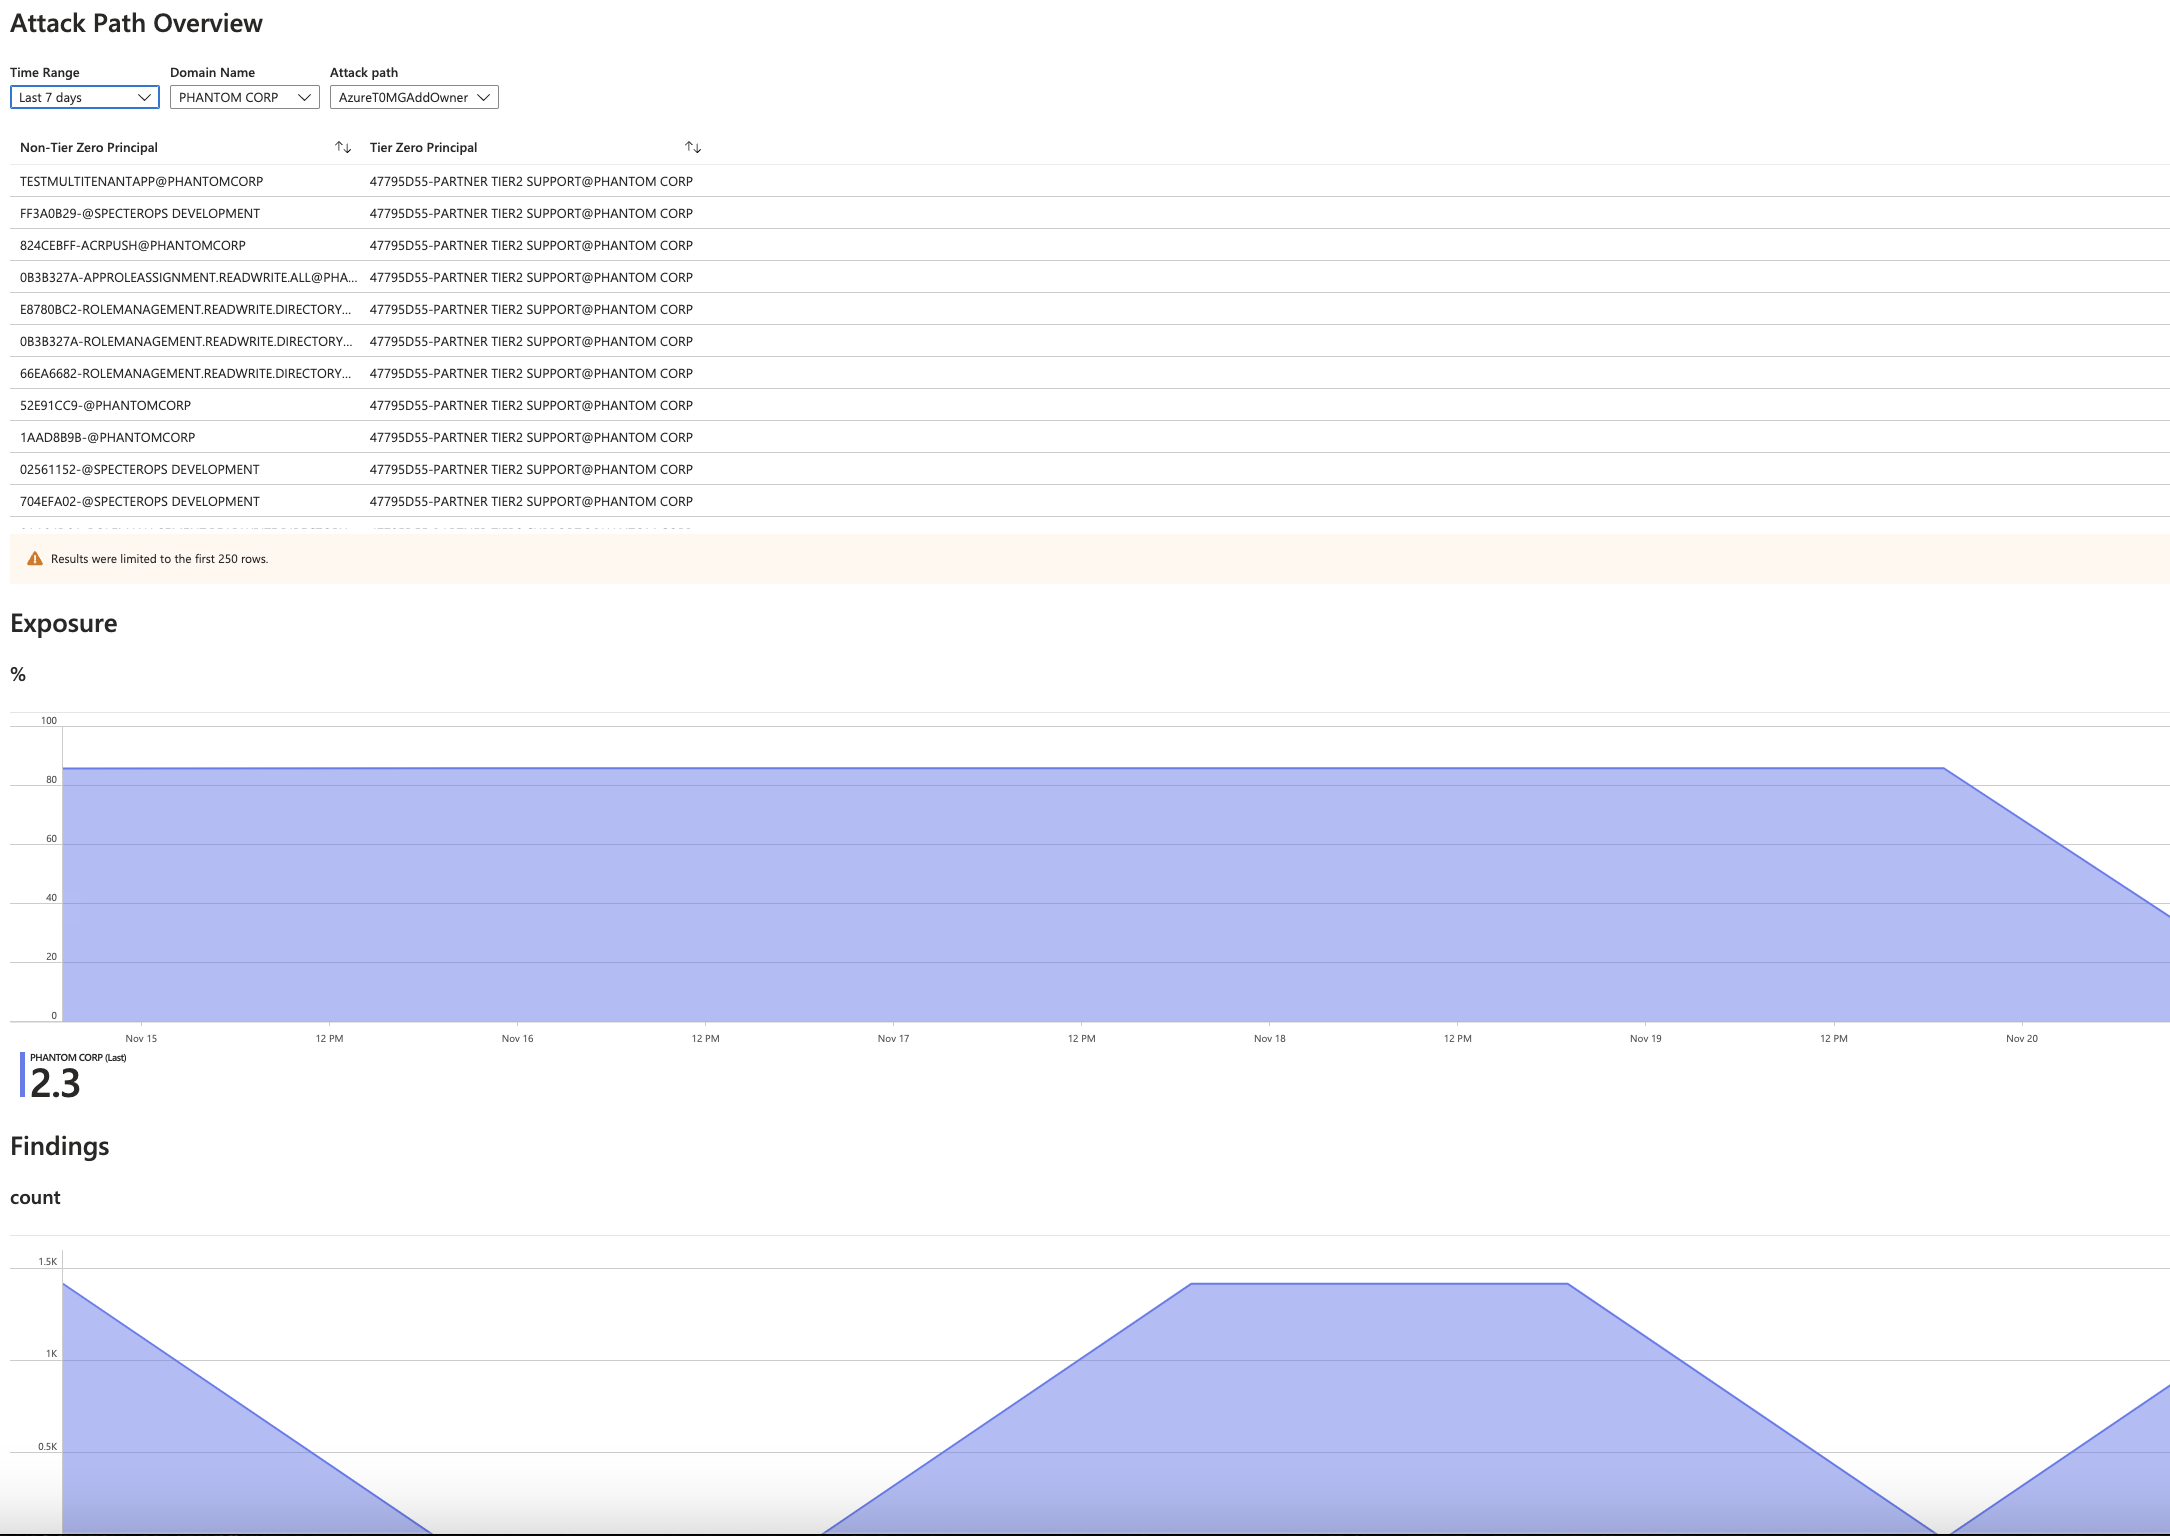 Attack Path Overview
Time Range Domain Name Attack path
Last 7 days PHANTOM CORP AzureT0MGAddOwner
Non-Tier Zero Principal Tier Zero Principal
TESTMULTITENANTAPP@PHANTOMCORP 47795D55-PARTNER TIER2 SUPPORT@PHANTOM CORP
FF3A0B29-@SPECTEROPS DEVELOPMENT 47795D55-PARTNER TIER2 SUPPORT@PHANTOM CORP
824CEBFF-ACRPUSH@PHANTOMCORP 47795D55-PARTNER TIER2 SUPPORT@PHANTOM CORP
0B3B327A-APPROLEASSIGNMENT.READWRITE.ALL@PHA... 47795D55-PARTNER TIER2 SUPPORT@PHANTOM CORP
E8780BC2-ROLEMANAGEMENT.READWRITE.DIRECTORY... 47795D55-PARTNER TIER2 SUPPORT@PHANTOM CORP
0B3B327A-ROLEMANAGEMENT.READWRITE.DIRECTORY... 47795D55-PARTNER TIER2 SUPPORT@PHANTOM CORP
66EA6682-ROLEMANAGEMENT.READWRITE.DIRECTORY... 47795D55-PARTNER TIER2 SUPPORT@PHANTOM CORP
52E91CC9-@PHANTOMCORP 47795D55-PARTNER TIER2 SUPPORT@PHANTOM CORP
1AAD8B9B-@PHANTOMCORP 47795D55-PARTNER TIER2 SUPPORT@PHANTOM CORP
02561152-@SPECTEROPS DEVELOPMENT 47795D55-PARTNER TIER2 SUPPORT@PHANTOM CORP
704EFA02-@SPECTEROPS DEVELOPMENT 47795D55-PARTNER TIER2 SUPPORT@PHANTOM CORP
Results were limited to the first 250 rows.
Exposure
%
100
80
60
40
20
0
Nov 15 12 PM Nov 16 12 PM Nov 17 12 PM Nov 18 12 PM Nov 19 12 PM Nov 20
PHANTOM CORP (Last)
2.3
Findings
count
1.5K
1K
0.5K